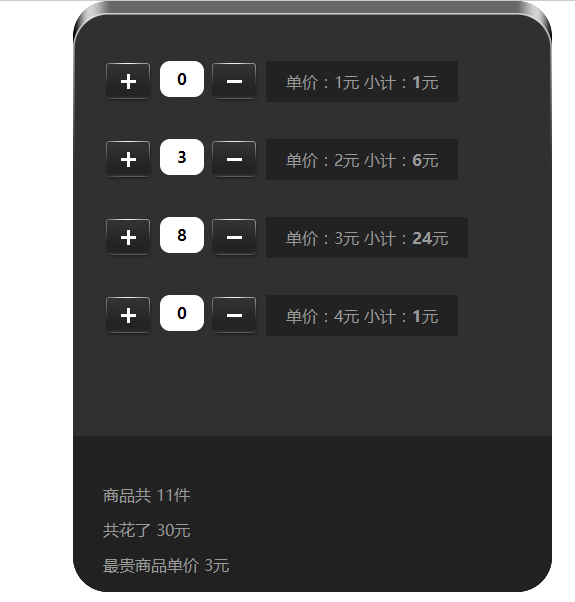 + 0 − 单价：1元 小计：1元
+ 3 − 单价：2元 小计：6元
+ 8 − 单价：3元 小计：24元
+ 0 − 单价：4元 小计：1元
商品共 11件
共花了 30元
最贵商品单价 3元